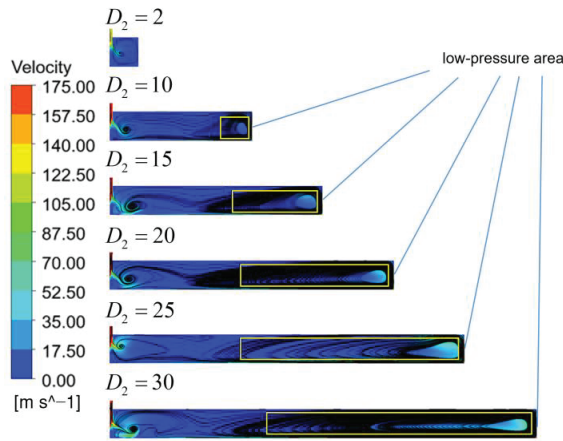 D₂ = 2
low-pressure area
Velocity
175.00
157.50
140.00
122.50
105.00
87.50
70.00
52.50
35.00
17.50
0.00
[m s^−1]
D₂ = 10
D₂ = 15
D₂ = 20
D₂ = 25
D₂ = 30